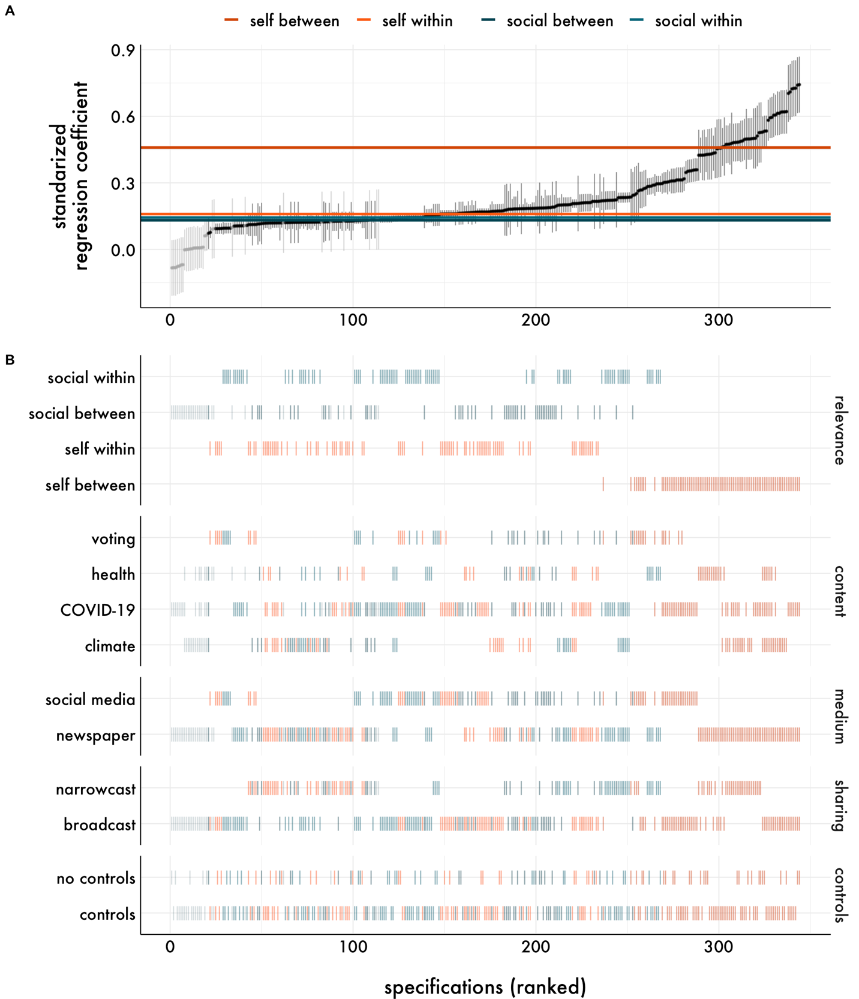 A
self between self within social between social within
standarized
regression coefficient
0.9
0.6
0.3
0.0
0 100 200 300
B
social within
social between
self within
self between
relevance
voting
health
COVID-19
climate
content
social media
newspaper
medium
narrowcast
broadcast
sharing
no controls
controls
controls
0 100 200 300
specifications (ranked)